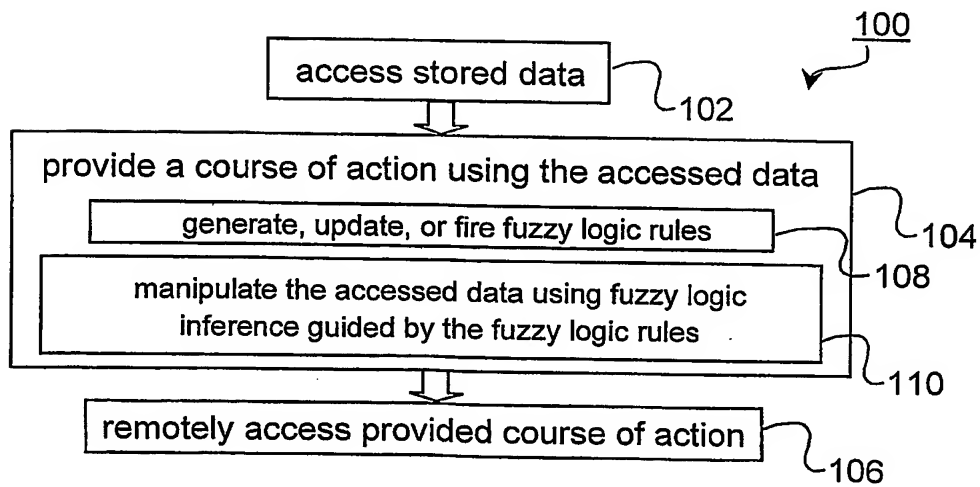 100
access stored data
102
provide a course of action using the accessed data
104
generate, update, or fire fuzzy logic rules
108
manipulate the accessed data using fuzzy logic
inference guided by the fuzzy logic rules
110
remotely access provided course of action
106